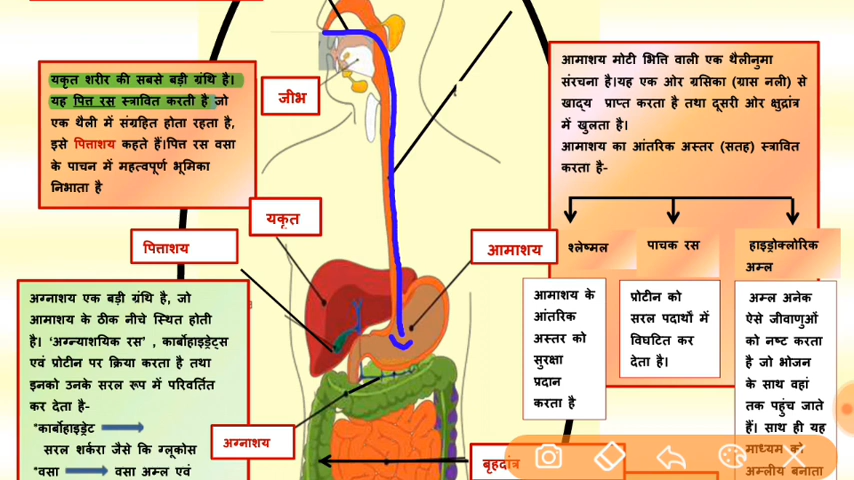 यकृत शरीर की सबसे बड़ी ग्रंथि है।
यह पित्त रस स्त्रावित करती है जो
एक थैली में संग्रहित होता रहता है,
इसे पित्ताशय कहते हैं।पित्त रस वसा
के पाचन में महत्वपूर्ण भूमिका
निभाता है
जीभ
यकृत
पित्ताशय
आमाशय
अग्नाशय
बृहदांत्र
आमाशय मोटी भित्ति वाली एक थैलीनुमा
संरचना है।यह एक ओर ग्रसिका (ग्रास नली) से
खाद्य प्राप्त करता है तथा दूसरी ओर क्षुद्रांत्र
में खुलता है।
आमाशय का आंतरिक अस्तर (सतह) स्त्रावित
करता है-
श्लेष्मल
पाचक रस
हाइड्रोक्लोरिक
अम्ल
आमाशय के
आंतरिक
अस्तर को
सुरक्षा
प्रदान
करता है
प्रोटीन को
सरल पदार्थों में
विघटित कर
देता है।
अम्ल अनेक
ऐसे जीवाणुओं
को नष्ट करता
है जो भोजन
के साथ वहां
तक पहुंच जाते
हैं। साथ ही यह
माध्यम को
अम्लीय बनाता
अग्नाशय एक बड़ी ग्रंथि है, जो
आमाशय के ठीक नीचे स्थित होती
है। ‘अग्न्याशयिक रस’ , कार्बोहाइड्रेट्स
एवं प्रोटीन पर क्रिया करता है तथा
इनको उनके सरल रूप में परिवर्तित
कर देता है-
*कार्बोहाइड्रेट
सरल शर्करा जैसे कि ग्लूकोस
*वसा वसा अम्ल एवं